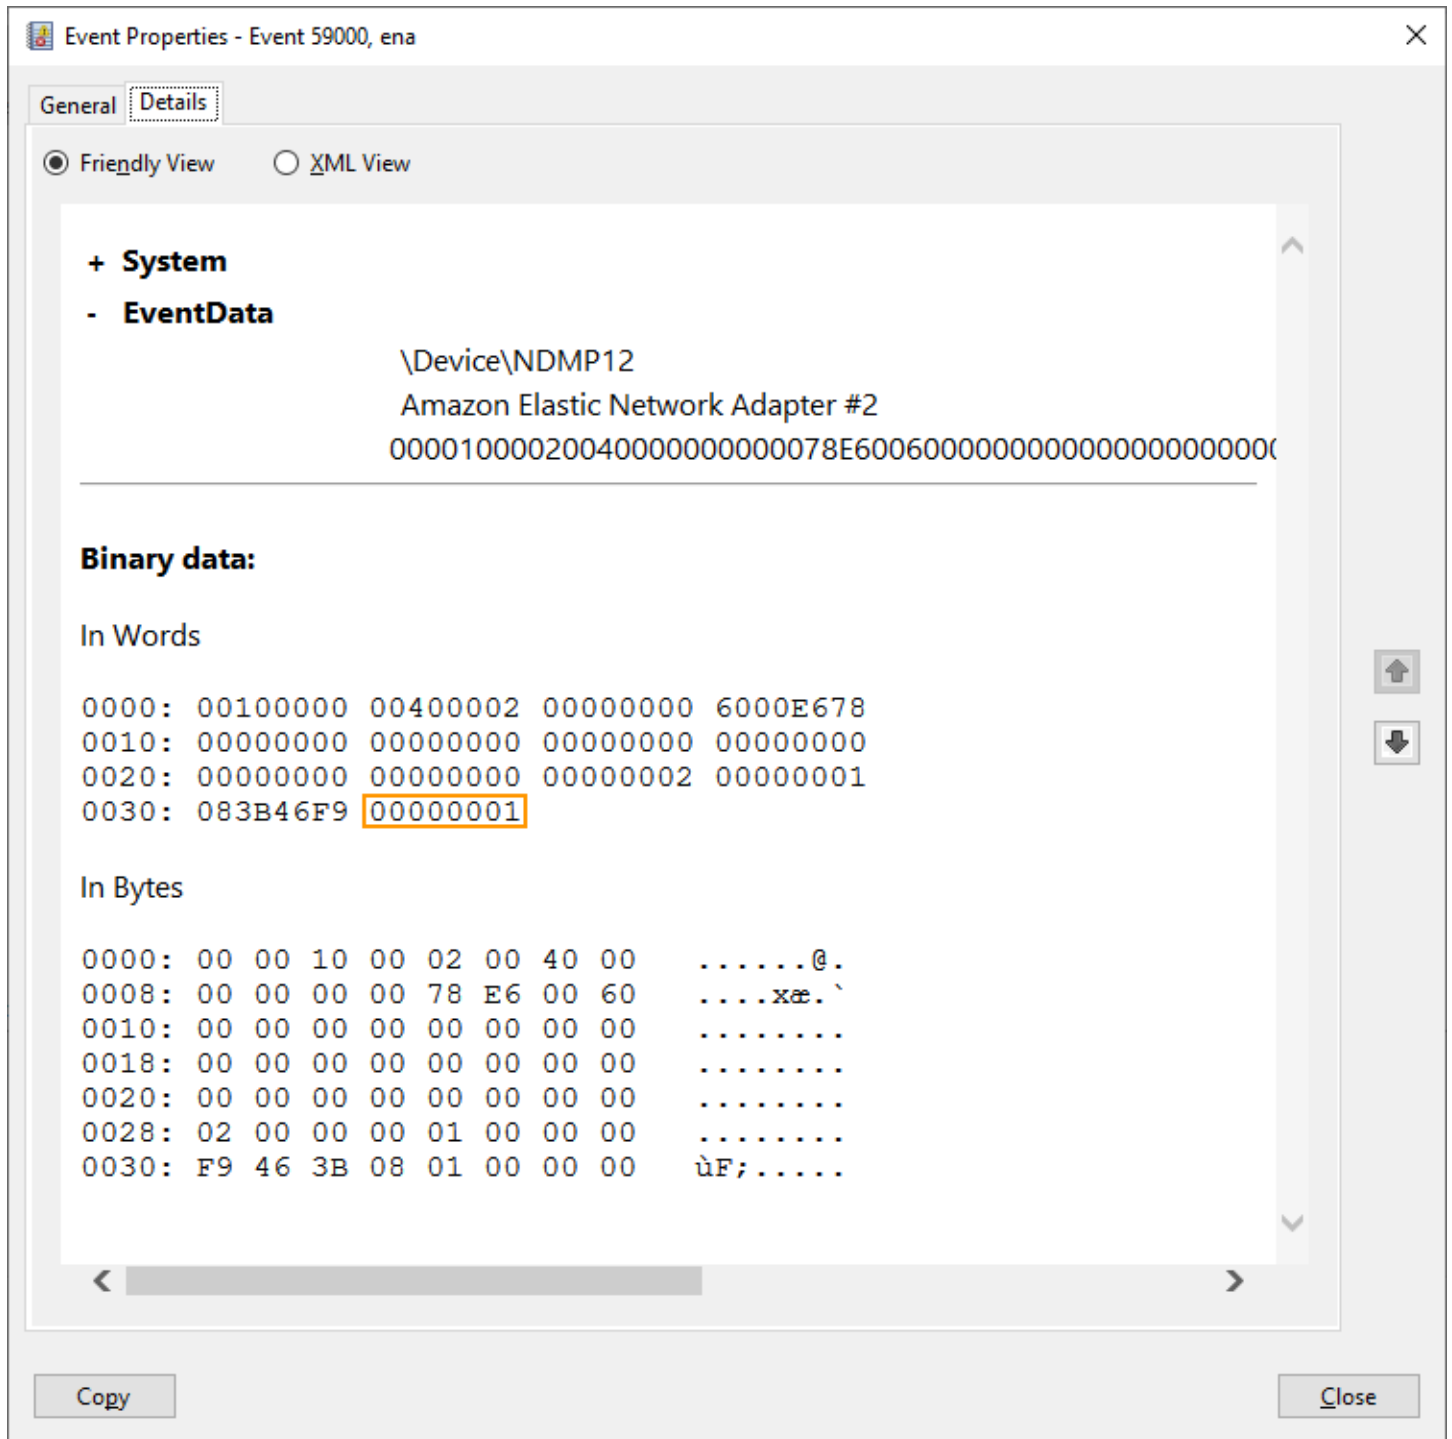 Event Properties - Event 59000, ena
General Details
Friendly View XML View
+ System
- EventData
\Device\NDMP12
Amazon Elastic Network Adapter #2
00001000020040000000000078E60060000000000000000000000
Binary data:
In Words
0000: 00100000 00400002 00000000 6000E678
0010: 00000000 00000000 00000000 00000000
0020: 00000000 00000000 00000002 00000001
0030: 083B46F9 00000001
In Bytes
0000: 00 00 10 00 02 00 40 00 ......@.
0008: 00 00 00 00 78 E6 00 60 ....xæ.`
0010: 00 00 00 00 00 00 00 00 ........
0018: 00 00 00 00 00 00 00 00 ........
0020: 00 00 00 00 00 00 00 00 ........
0028: 02 00 00 00 01 00 00 00 ........
0030: F9 46 3B 08 01 00 00 00 ùF;.....
Copy Close